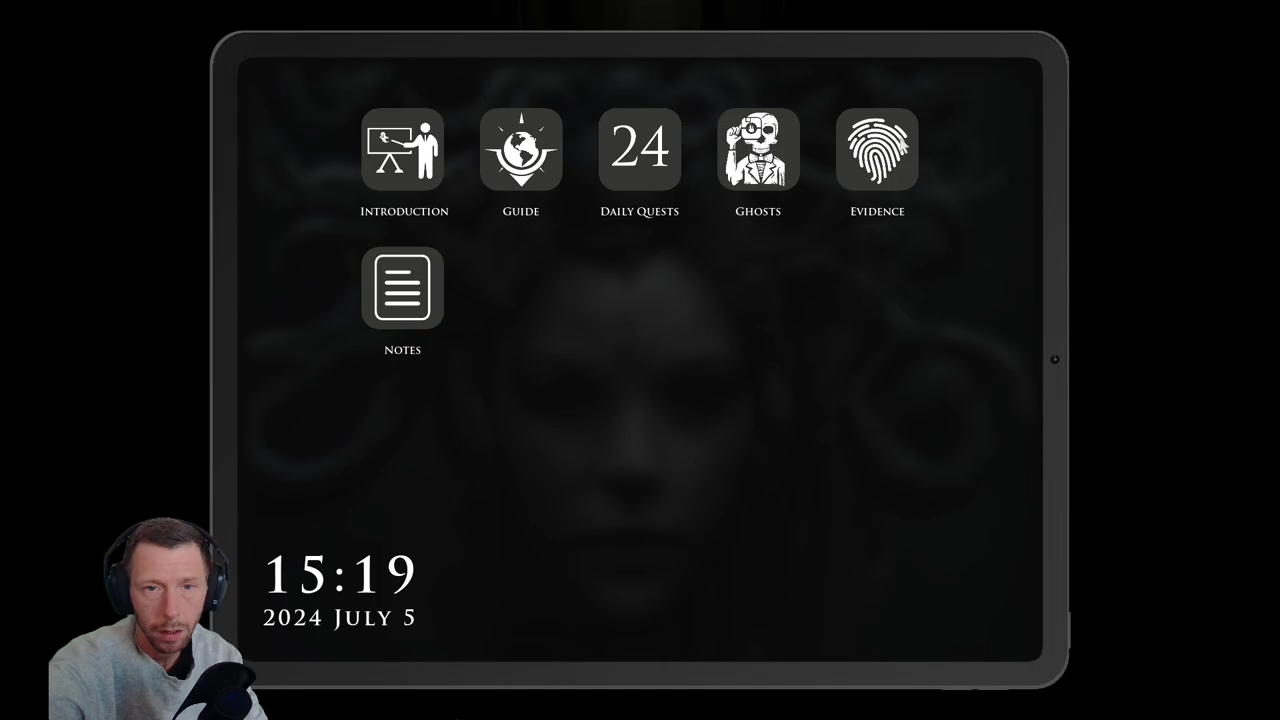 24
Introduction
Guide
Daily Quests
Ghosts
Evidence
Notes
15:19
2024 July 5